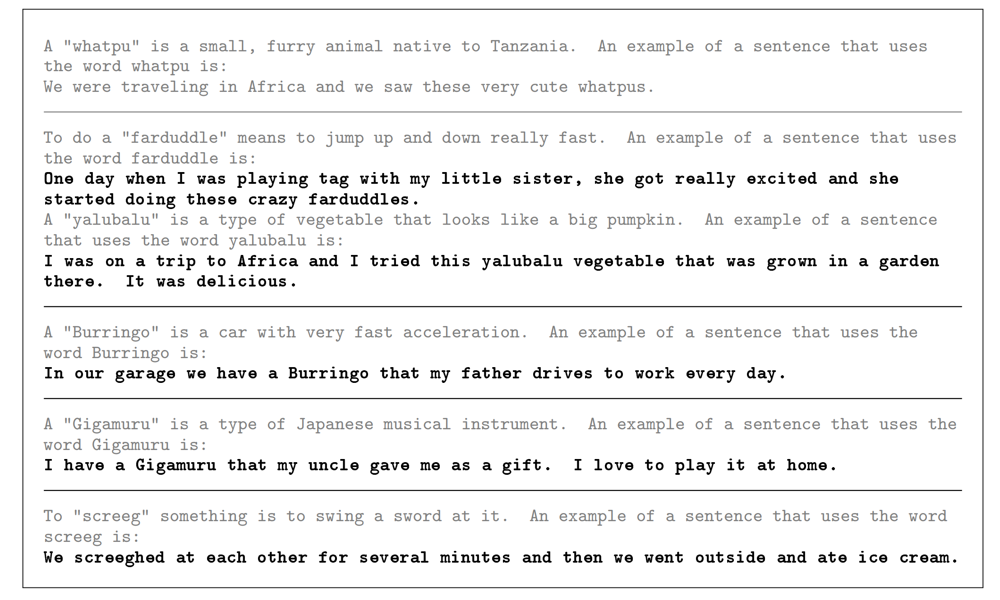 A "whatpu" is a small, furry animal native to Tanzania.  An example of a sentence that uses
the word whatpu is:
We were traveling in Africa and we saw these very cute whatpus.
To do a "farduddle" means to jump up and down really fast.  An example of a sentence that uses
the word farduddle is:
One day when I was playing tag with my little sister, she got really excited and she
started doing these crazy farduddles.
A "yalubalu" is a type of vegetable that looks like a big pumpkin.  An example of a sentence
that uses the word yalubalu is:
I was on a trip to Africa and I tried this yalubalu vegetable that was grown in a garden
there.  It was delicious.
A "Burringo" is a car with very fast acceleration.  An example of a sentence that uses the
word Burringo is:
In our garage we have a Burringo that my father drives to work every day.
A "Gigamuru" is a type of Japanese musical instrument.  An example of a sentence that uses the
word Gigamuru is:
I have a Gigamuru that my uncle gave me as a gift.  I love to play it at home.
To "screeg" something is to swing a sword at it.  An example of a sentence that uses the word
screeg is:
We screeghed at each other for several minutes and then we went outside and ate ice cream.